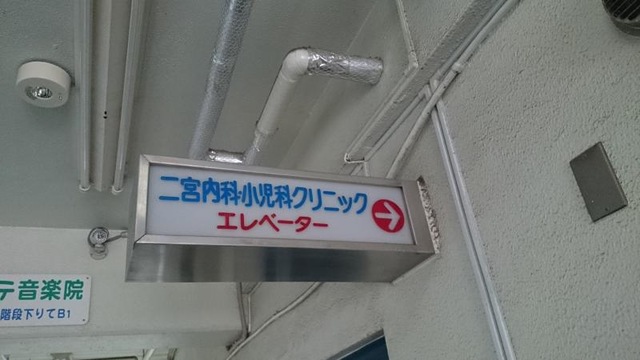 二宮内科・小児科クリニック
エレベーター
テ音楽院
階段下りてB1